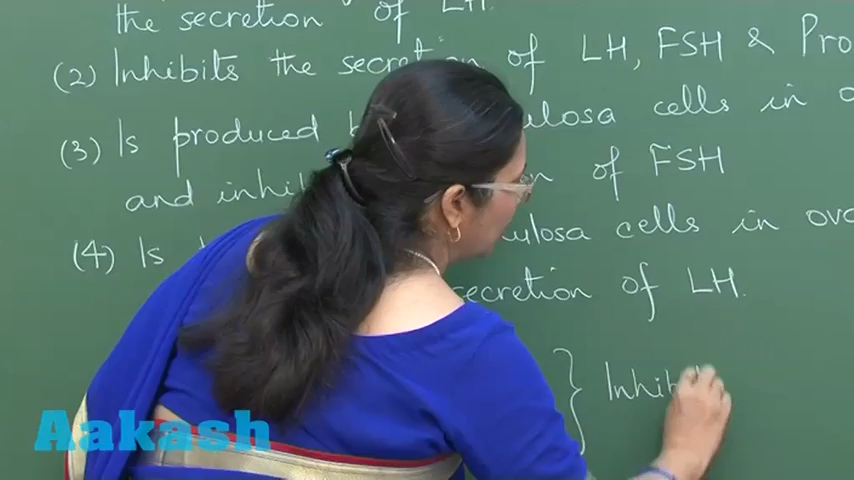 the secretion of LH.
(2) Inhibits the secretion of LH, FSH & Pro
(3) Is produced b ulosa cells in o
and inhi n of FSH
(4) Is ulosa cells in ova
secretion of LH.
} Inhib
Aakash